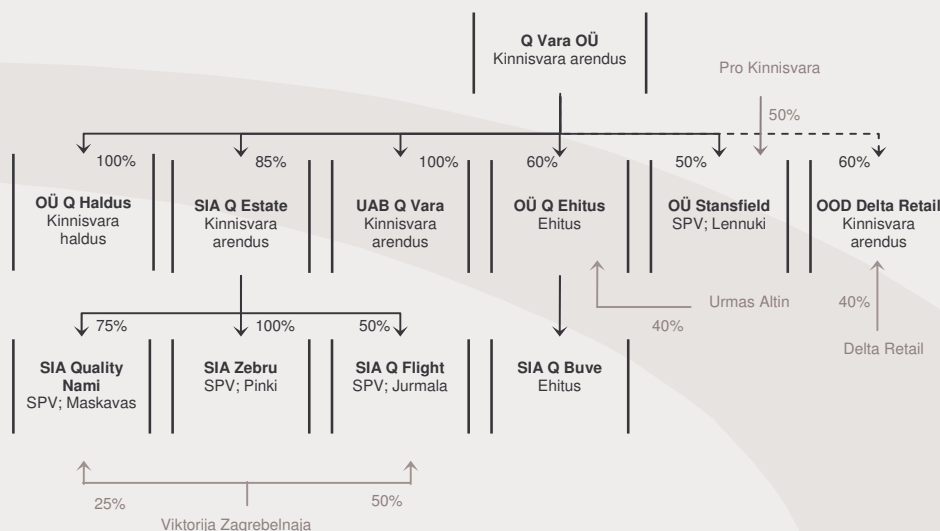 Q Vara OÜ
Kinnisvara arendus
Pro Kinnisvara
50%
100%
85%
100%
60%
50%
60%
OÜ Q Haldus
Kinnisvara
haldus
SIA Q Estate
Kinnisvara
arendus
UAB Q Vara
Kinnisvara
arendus
OÜ Q Ehitus
Ehitus
OÜ Stansfield
SPV; Lennuki
OOD Delta Retail
Kinnisvara
arendus
Urmas Altin
40%
40%
Delta Retail
75%
100%
50%
SIA Quality
Nami
SPV; Maskavas
SIA Zebru
SPV; Pinki
SIA Q Flight
SPV; Jurmala
SIA Q Buve
Ehitus
25%
50%
Viktorija Zagrebelnaja